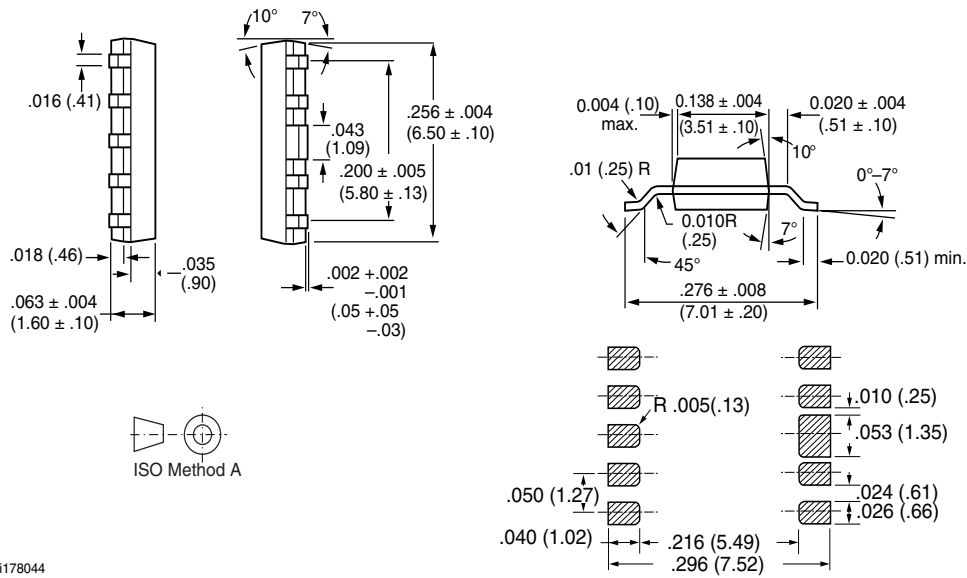 10° 7°
.016 (.41)
.256 ± .004
(6.50 ± .10)
.043
(1.09)
.200 ± .005
(5.80 ± .13)
.018 (.46)
.035
(.90)
.063 ± .004
(1.60 ± .10)
.002 +.002
–.001
(.05 +.05
–.03)
0.004 (.10)
max.
0.138 ± .004
(3.51 ± .10)
0.020 ± .004
(.51 ± .10)
10°
.01 (.25) R
0°–7°
0.010R
(.25)
7°
0.020 (.51) min.
45°
.276 ± .008
(7.01 ± .20)
ISO Method A
R .005(.13)
.010 (.25)
.053 (1.35)
.050 (1.27)
.024 (.61)
.026 (.66)
.040 (1.02)
.216 (5.49)
.296 (7.52)
i178044